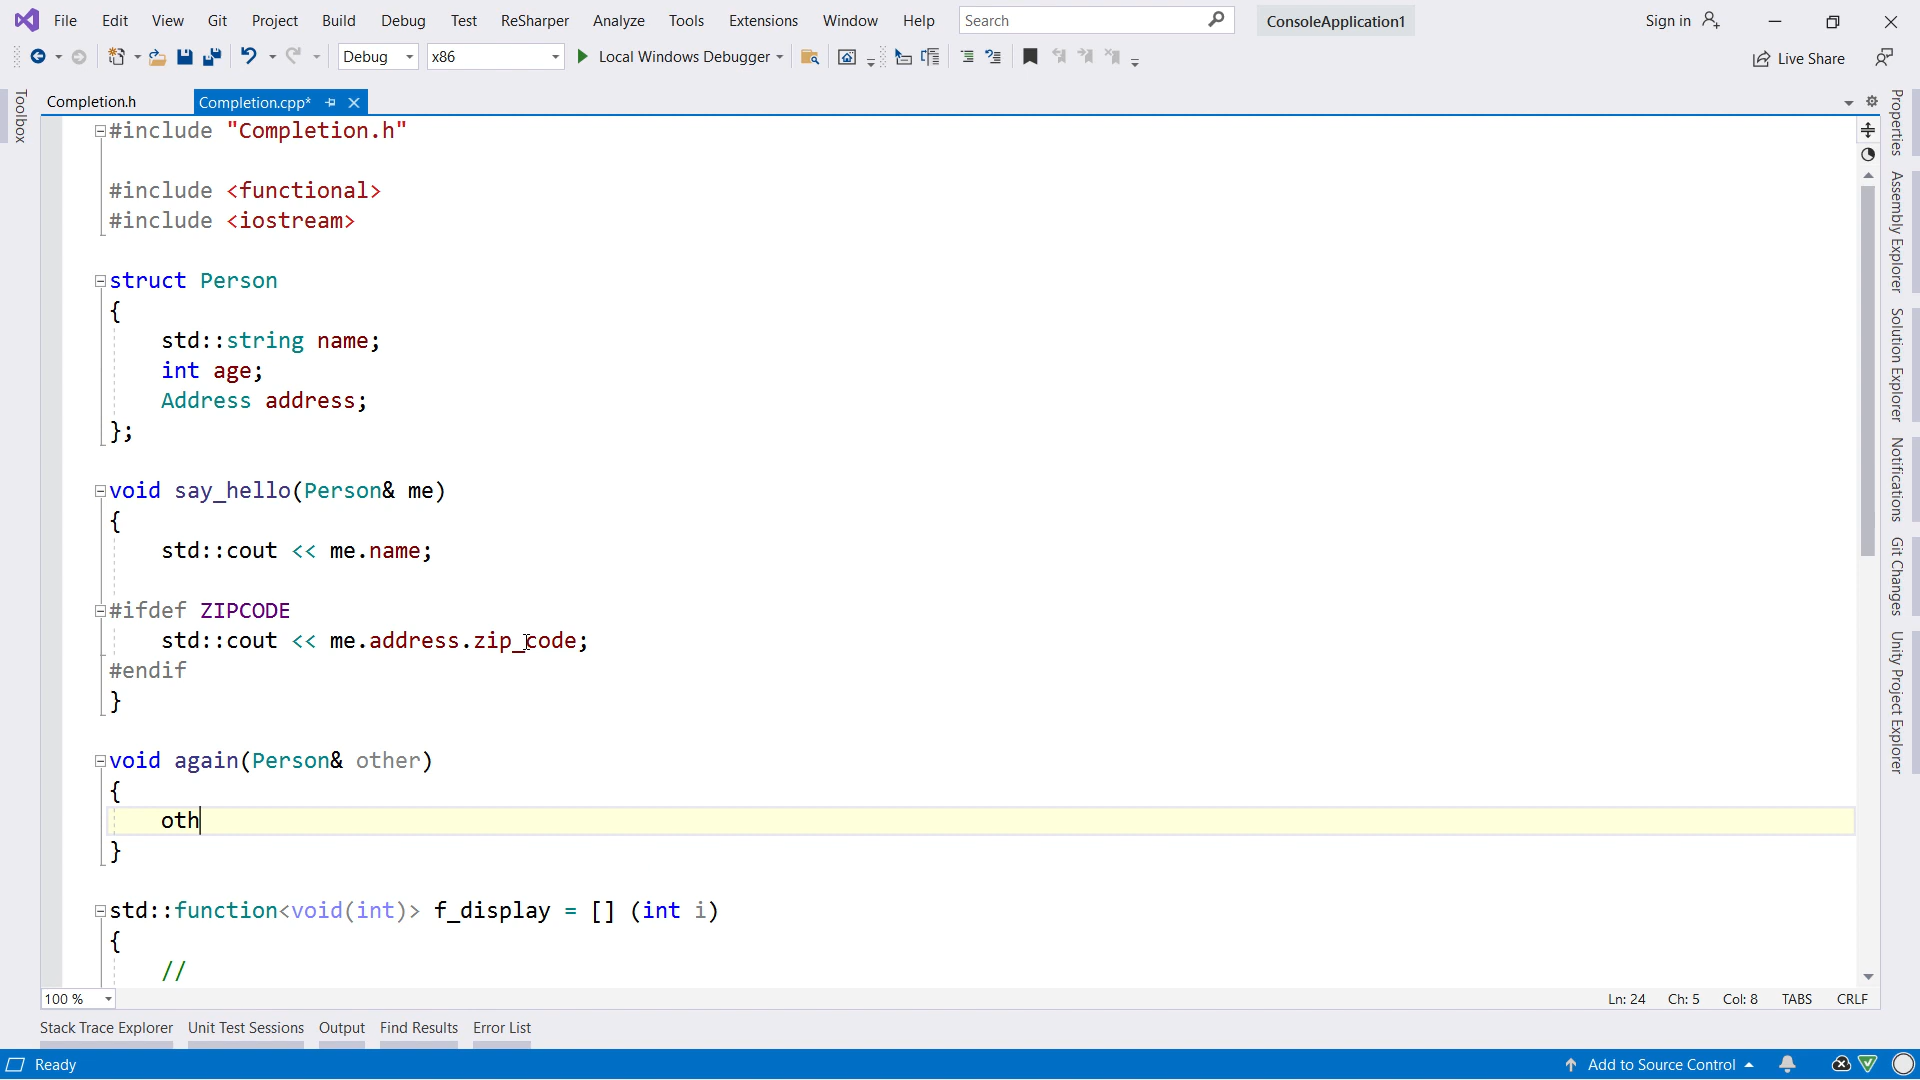 File Edit View Git Project Build Debug Test ReSharper Analyze Tools Extensions Window Help Search ConsoleApplication1 Sign in
Debug x86 Local Windows Debugger Live Share
Completion.h Completion.cpp*
Toolbox
#include "Completion.h"
#include <functional>
#include <iostream>
struct Person
{
std::string name;
int age;
Address address;
};
void say_hello(Person& me)
{
std::cout << me.name;
#ifdef ZIPCODE
std::cout << me.address.zip_code;
#endif
}
void again(Person& other)
{
oth
}
std::function<void(int)> f_display = [] (int i)
{
//
Properties
Assembly Explorer
Solution Explorer
Notifications
Git Changes
Unity Project Explorer
100 % Ln: 24 Ch: 5 Col: 8 TABS CRLF
Stack Trace Explorer Unit Test Sessions Output Find Results Error List
Ready Add to Source Control